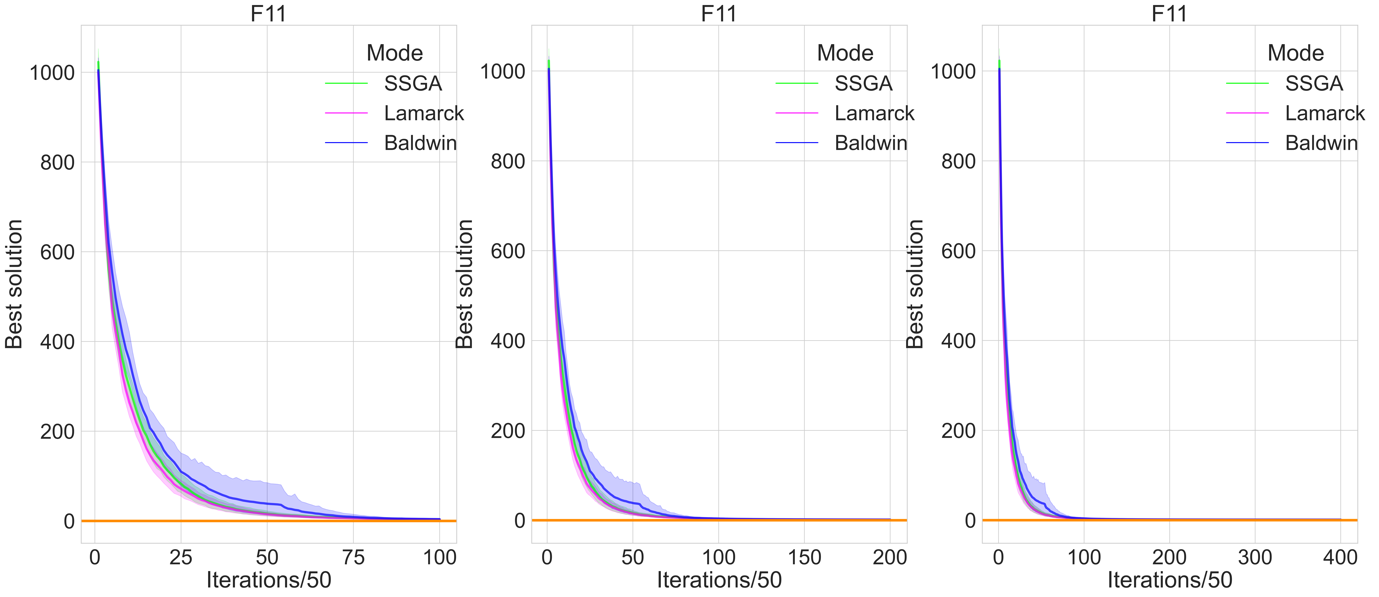 F11
Mode
SSGA
Lamarck
Baldwin
Best solution
1000
800
600
400
200
0
0 25 50 75 100
Iterations/50
F11
Mode
SSGA
Lamarck
Baldwin
Best solution
1000
800
600
400
200
0
0 50 100 150 200
Iterations/50
F11
Mode
SSGA
Lamarck
Baldwin
Best solution
1000
800
600
400
200
0
0 100 200 300 400
Iterations/50